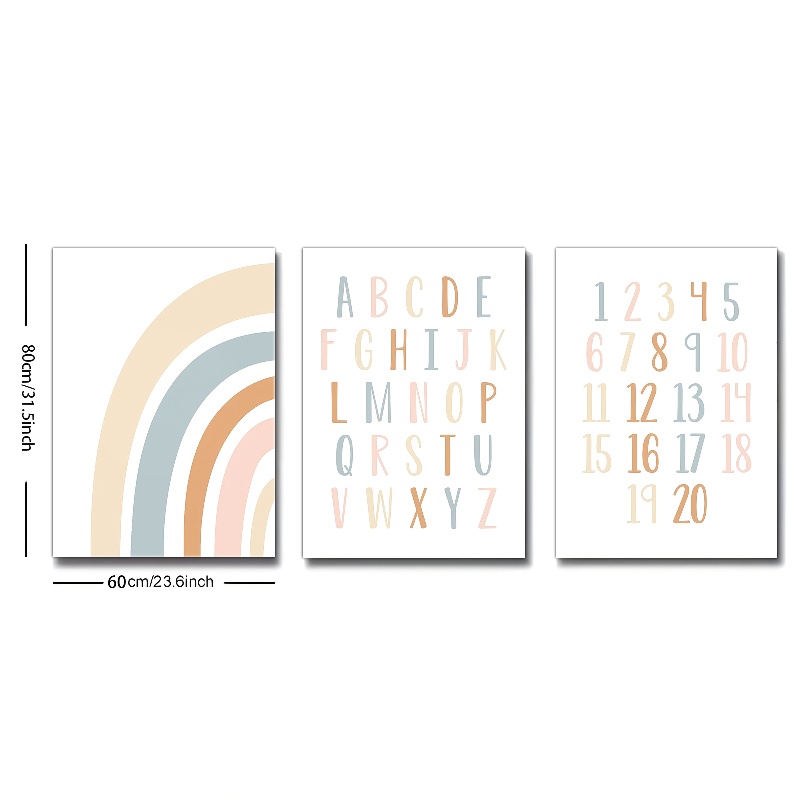 80cm/31.5inch
60cm/23.6inch
A B C D E
F G H I J K
L M N O P
Q R S T U
V W X Y Z
1 2 3 4 5
6 7 8 9 10
11 12 13 14
15 16 17 18
19 20